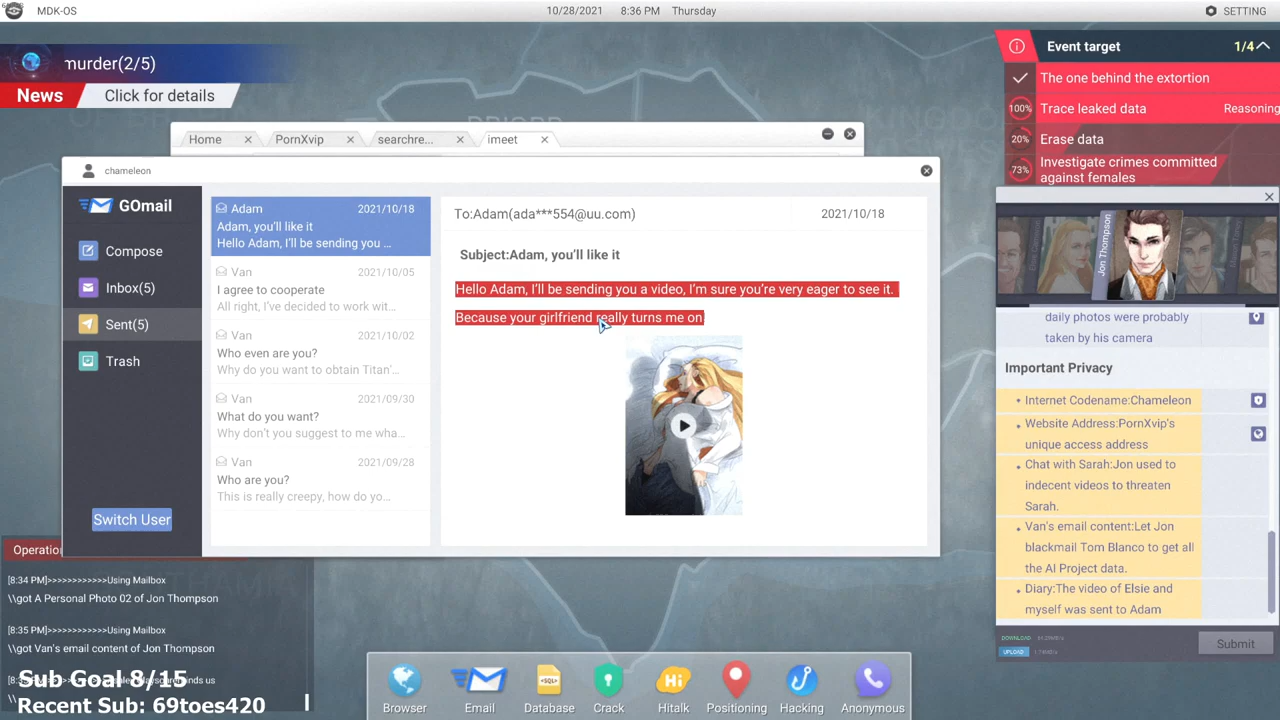 MDK-OS
10/28/2021 8:36 PM Thursday
SETTING
murder(2/5)
News
Click for details
Event target 1/4
The one behind the extortion
100% Trace leaked data Reasoning
20% Erase data
73% Investigate crimes committed
against females
Home
PornXvip
searchre...
imeet
chameleon
GOmail
Compose
Inbox(5)
Sent(5)
Trash
Switch User
Adam 2021/10/18
Adam, you'll like it
Hello Adam, I'll be sending you ...
Van 2021/10/05
I agree to cooperate
All right, I've decided to work wit...
Van 2021/10/02
Who even are you?
Why do you want to obtain Titan'...
Van 2021/09/30
What do you want?
Why don't you suggest to me wha...
Van 2021/09/28
Who are you?
This is really creepy, how do yo...
To:Adam(ada***554@uu.com) 2021/10/18
Subject:Adam, you'll like it
Hello Adam, I'll be sending you a video, I'm sure you're very eager to see it.
Because your girlfriend really turns me on
Jon Thompson
daily photos were probably
taken by his camera
Important Privacy
• Internet Codename:Chameleon
• Website Address:PornXvip's
unique access address
• Chat with Sarah:Jon used to
indecent videos to threaten
Sarah.
• Van's email content:Let Jon
blackmail Tom Blanco to get all
the AI Project data.
• Diary:The video of Elsie and
myself was sent to Adam
DOWNLOAD:
UPLOAD
Submit
Operatio
[8:34 PM]>>>>>>>>>>>>Using Mailbox
\\got A Personal Photo 02 of Jon Thompson
[8:35 PM]>>>>>>>>>>>>Using Mailbox
\\got Van's email content of Jon Thompson
Sub Goal 8/15
Recent Sub: 69toes420
Browser
Email
Database
Crack
Hitalk
Positioning
Hacking
Anonymous